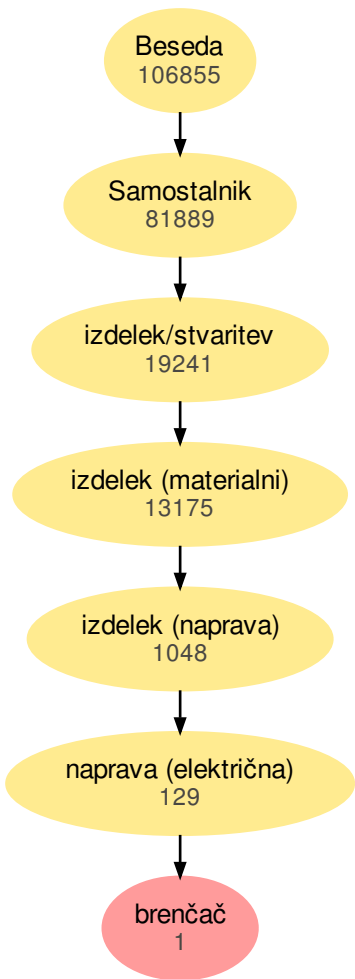 Beseda
106855
Samostalnik
81889
izdelek/stvaritev
19241
izdelek (materialni)
13175
izdelek (naprava)
1048
naprava (električna)
129
brenčač
1